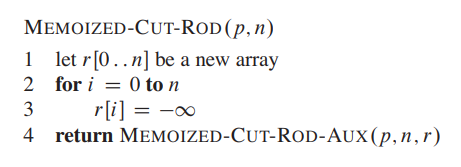 MEMOIZED-CUT-ROD(p, n)
1 let r[0 . . n] be a new array
2 for i = 0 to n
3 r[i] = −∞
4 return MEMOIZED-CUT-ROD-AUX(p, n, r)